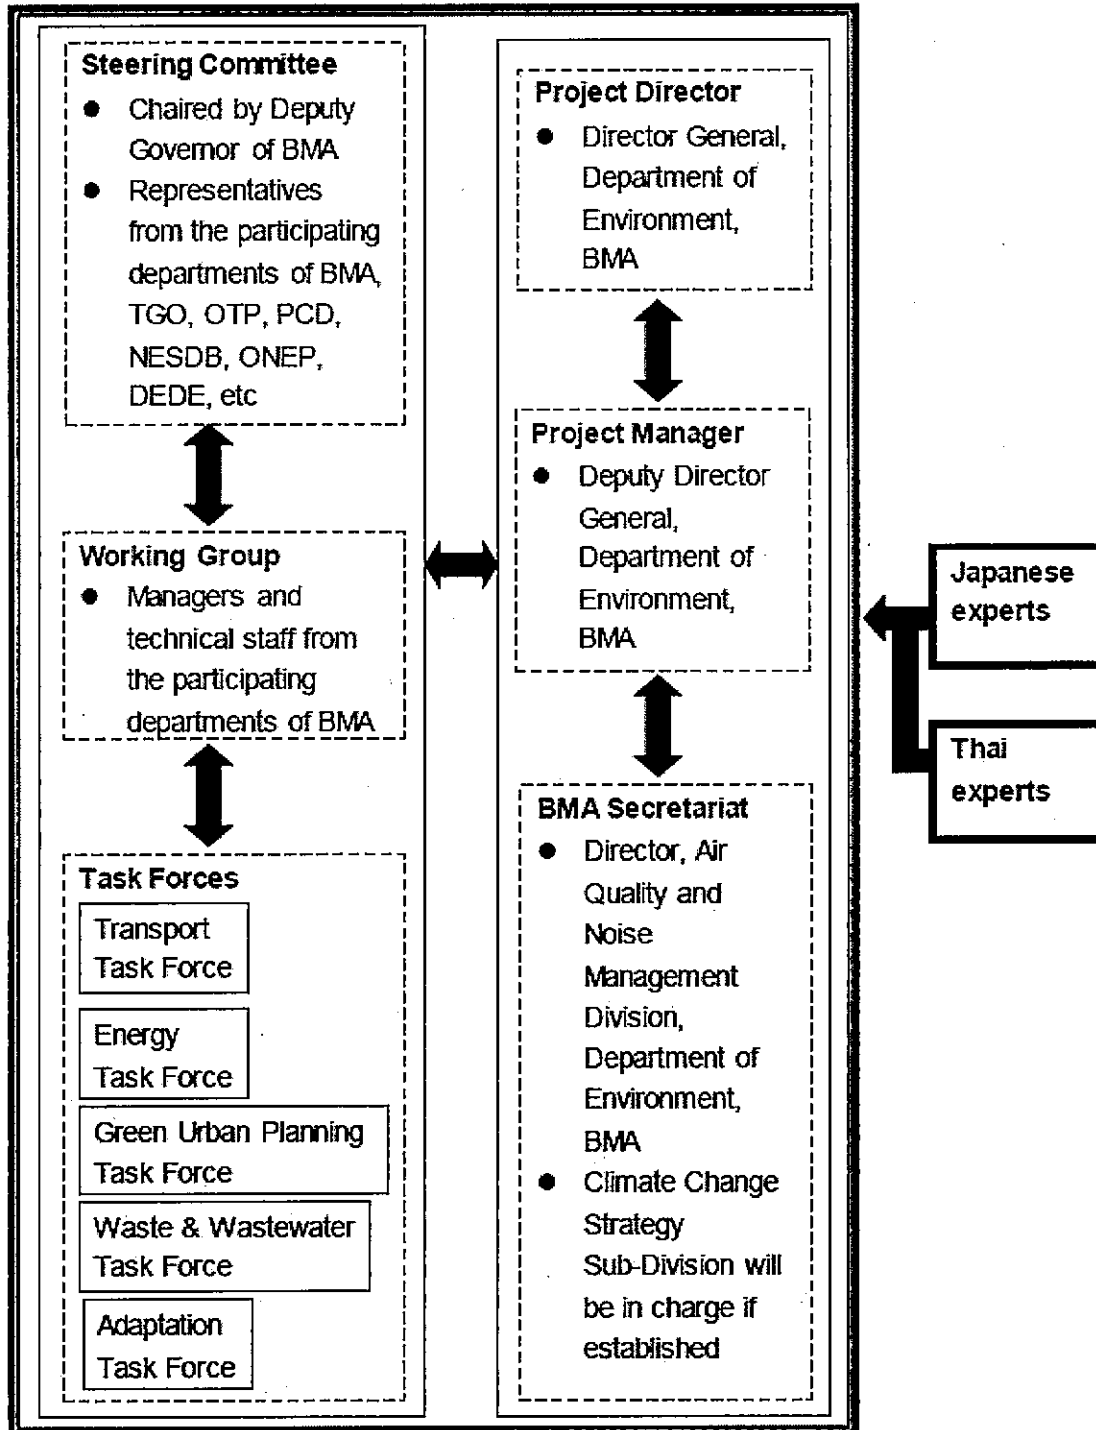 Steering Committee
● Chaired by Deputy
Governor of BMA
● Representatives
from the participating
departments of BMA,
TGO, OTP, PCD,
NESDB, ONEP,
DEDE, etc
Working Group
● Managers and
technical staff from
the participating
departments of BMA
Task Forces
Transport
Task Force
Energy
Task Force
Green Urban Planning
Task Force
Waste & Wastewater
Task Force
Adaptation
Task Force
Project Director
● Director General,
Department of
Environment,
BMA
Project Manager
● Deputy Director
General,
Department of
Environment,
BMA
BMA Secretariat
● Director, Air
Quality and
Noise
Management
Division,
Department of
Environment,
BMA
● Climate Change
Strategy
Sub-Division will
be in charge if
established
Japanese
experts
Thai
experts